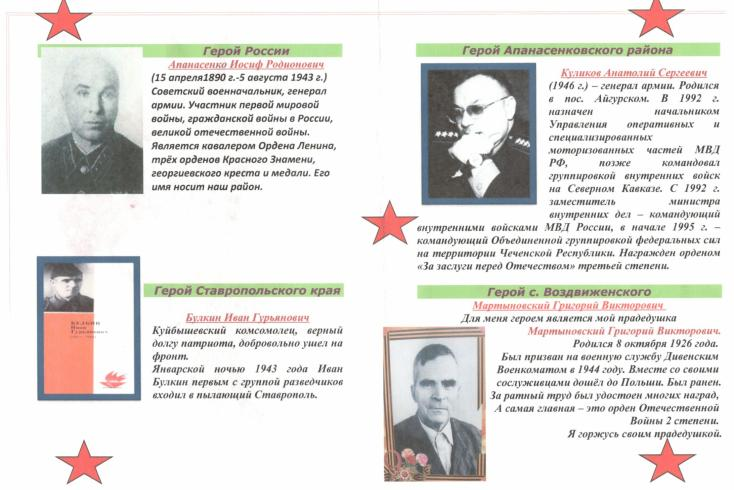 Герой России
Апанасенко Иосиф Родионович
(15 апреля1890 г.-5 августа 1943 г.)
Советский военначальник, генерал
армии. Участник первой мировой
войны, гражданской войны в России,
великой отечественной войны.
Является кавалером Ордена Ленина,
трёх орденов Красного Знамени,
георгиевского креста и медали. Его
имя носит наш район.
Герой Ставропольского края
Булкин Иван Гурьянович
Куйбышевский комсомолец, верный
долгу патриота, добровольно ушел на
фронт.
Январской ночью 1943 года Иван
Булкин первым с группой разведчиков
входил в пылающий Ставрополь.
БУЛКИН
Иван
Гурьянович
Герой Апанасенковского района
Куликов Анатолий Сергеевич
(1946 г.) – генерал армии. Родился
в пос. Айгурском. В 1992 г.
назначен начальником
Управления оперативных и
специализированных
моторизованных частей МВД
РФ, позже командовал
группировкой внутренних войск
на Северном Кавказе. С 1992 г.
заместитель министра
внутренних дел – командующий
внутренними войсками МВД России, в начале 1995 г. –
командующий Объединенной группировкой федеральных сил
на территории Чеченской Республики. Награжден орденом
«За заслуги перед Отечеством» третьей степени.
Герой с. Воздвиженского
Мартыновский Григорий Викторович
Для меня героем является мой прадедушка
Мартыновский Григорий Викторович.
Родился 8 октября 1926 года.
Был призван на военную службу Дивенским
Военкоматом в 1944 году. Вместе со своими
сослуживцами дошёл до Польши. Был ранен.
За ратный труд был удостоен многих наград,
А самая главная – это орден Отечественной
Войны 2 степени.
Я горжусь своим прадедушкой.